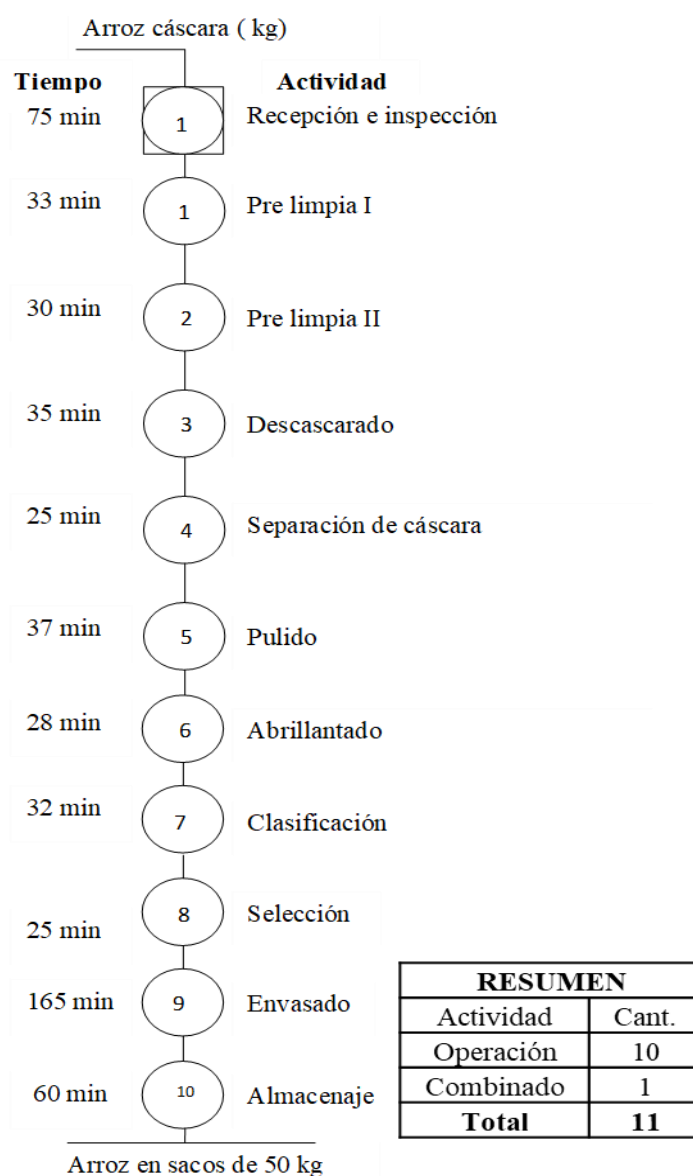 Arroz cáscara ( kg)
Tiempo Actividad
75 min 1 Recepción e inspección
33 min 1 Pre limpia I
30 min 2 Pre limpia II
35 min 3 Descascarado
25 min 4 Separación de cáscara
37 min 5 Pulido
28 min 6 Abrillantado
32 min 7 Clasificación
25 min 8 Selección
165 min 9 Envasado
60 min 10 Almacenaje
Arroz en sacos de 50 kg
RESUMEN
Actividad Cant.
Operación 10
Combinado 1
Total 11